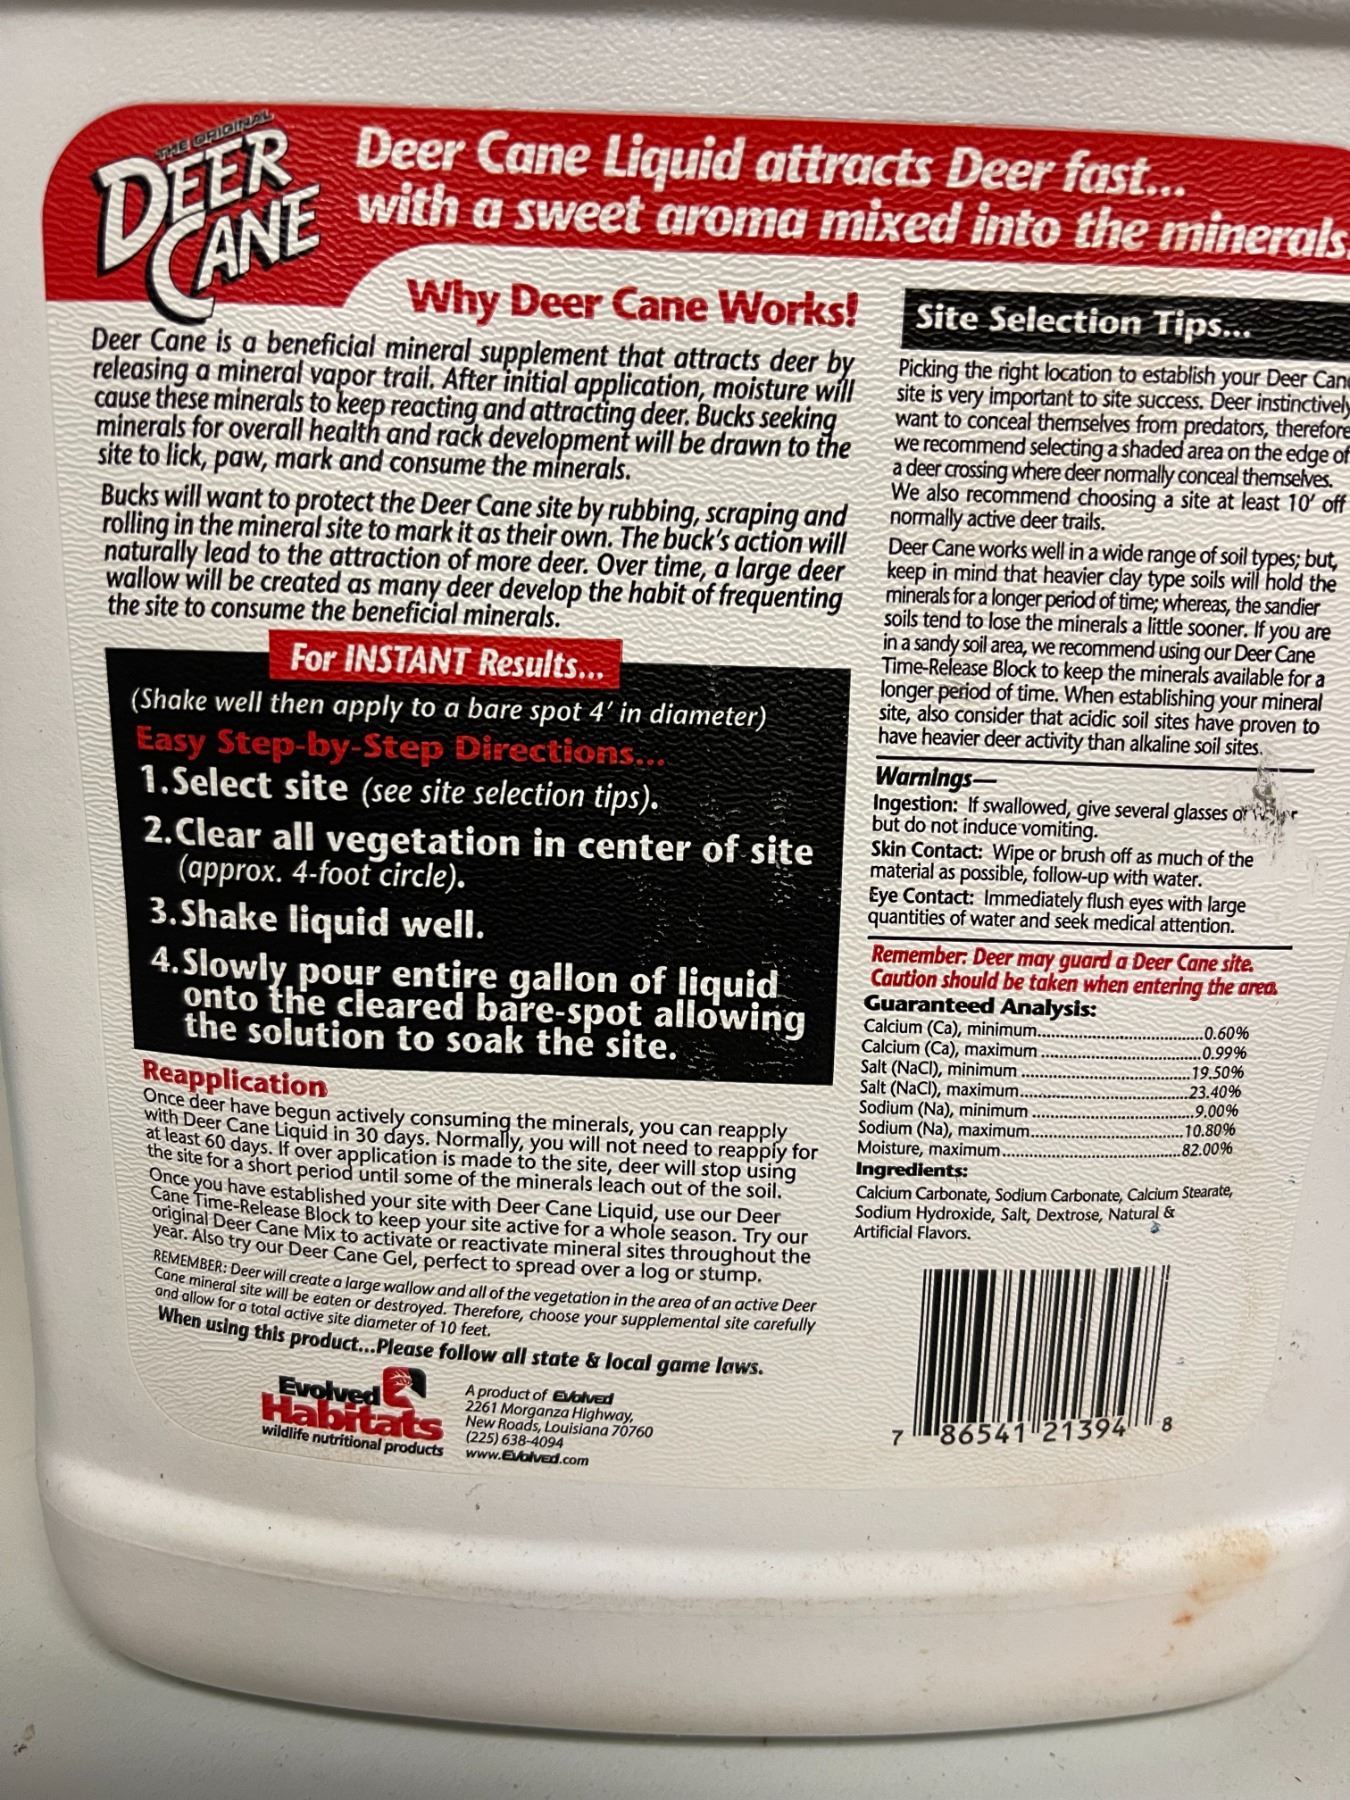 THE ORIGINAL
DEER
CANE
Deer Cane Liquid attracts Deer fast...
with a sweet aroma mixed into the minerals.
Why Deer Cane Works!
Deer Cane is a beneficial mineral supplement that attracts deer by
releasing a mineral vapor trail. After initial application, moisture will
cause these minerals to keep reacting and attracting deer. Bucks seeking
minerals for overall health and rack development will be drawn to the
site to lick, paw, mark and consume the minerals.
Bucks will want to protect the Deer Cane site by rubbing, scraping and
rolling in the mineral site to mark it as their own. The buck's action will
naturally lead to the attraction of more deer. Over time, a large deer
wallow will be created as many deer develop the habit of frequenting
the site to consume the beneficial minerals.
For INSTANT Results...
(Shake well then apply to a bare spot 4' in diameter)
Easy Step-by-Step Directions...
1.Select site (see site selection tips).
2.Clear all vegetation in center of site
(approx. 4-foot circle).
3.Shake liquid well.
4.Slowly pour entire gallon of liquid
onto the cleared bare-spot allowing
the solution to soak the site.
Reapplication
Once deer have begun actively consuming the minerals, you can reapply
with Deer Cane Liquid in 30 days. Normally, you will not need to reapply for
at least 60 days. If over application is made to the site, deer will stop using
the site for a short period until some of the minerals leach out of the soil.
Once you have established your site with Deer Cane Liquid, use our Deer
Cane Time-Release Block to keep your site active for a whole season. Try our
original Deer Cane Mix to activate or reactivate mineral sites throughout the
year. Also try our Deer Cane Gel, perfect to spread over a log or stump.
REMEMBER: Deer will create a large wallow and all of the vegetation in the area of an active Deer
Cane mineral site will be eaten or destroyed. Therefore, choose your supplemental site carefully
and allow for a total active site diameter of 10 feet.
When using this product...Please follow all state & local game laws.
Evolved
Habitats
wildlife nutritional products
A product of Evolved
2261 Morganza Highway,
New Roads, Louisiana 70760
(225) 638-4094
www.Evolved.com
Site Selection Tips...
Picking the right location to establish your Deer Cane
site is very important to site success. Deer instinctively
want to conceal themselves from predators, therefore
we recommend selecting a shaded area on the edge of
a deer crossing where deer normally conceal themselves.
We also recommend choosing a site at least 10' off
normally active deer trails.
Deer Cane works well in a wide range of soil types; but,
keep in mind that heavier clay type soils will hold the
minerals for a longer period of time; whereas, the sandier
soils tend to lose the minerals a little sooner. If you are
in a sandy soil area, we recommend using our Deer Cane
Time-Release Block to keep the minerals available for a
longer period of time. When establishing your mineral
site, also consider that acidic soil sites have proven to
have heavier deer activity than alkaline soil sites.
Warnings—
Ingestion: If swallowed, give several glasses of
but do not induce vomiting.
Skin Contact: Wipe or brush off as much of the
material as possible, follow-up with water.
Eye Contact: Immediately flush eyes with large
quantities of water and seek medical attention.
Remember: Deer may guard a Deer Cane site.
Caution should be taken when entering the area.
Guaranteed Analysis:
Calcium (Ca), minimum....................................0.60%
Calcium (Ca), maximum ...................................0.99%
Salt (NaCl), minimum .....................................19.50%
Salt (NaCl), maximum.....................................23.40%
Sodium (Na), minimum ....................................9.00%
Sodium (Na), maximum...................................10.80%
Moisture, maximum.......................................82.00%
Ingredients:
Calcium Carbonate, Sodium Carbonate, Calcium Stearate,
Sodium Hydroxide, Salt, Dextrose, Natural &
Artificial Flavors.
7 86541 21394 8